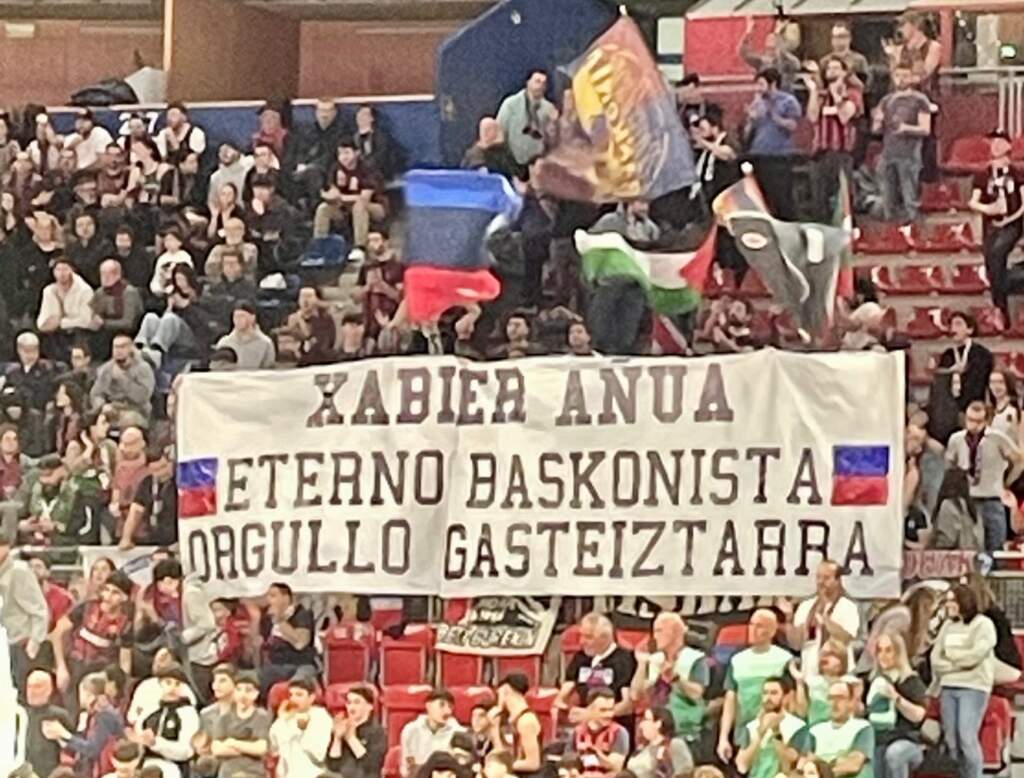 XABIER AÑUA
ETERNO BASKONISTA
ORGULLO GASTEIZTARRA